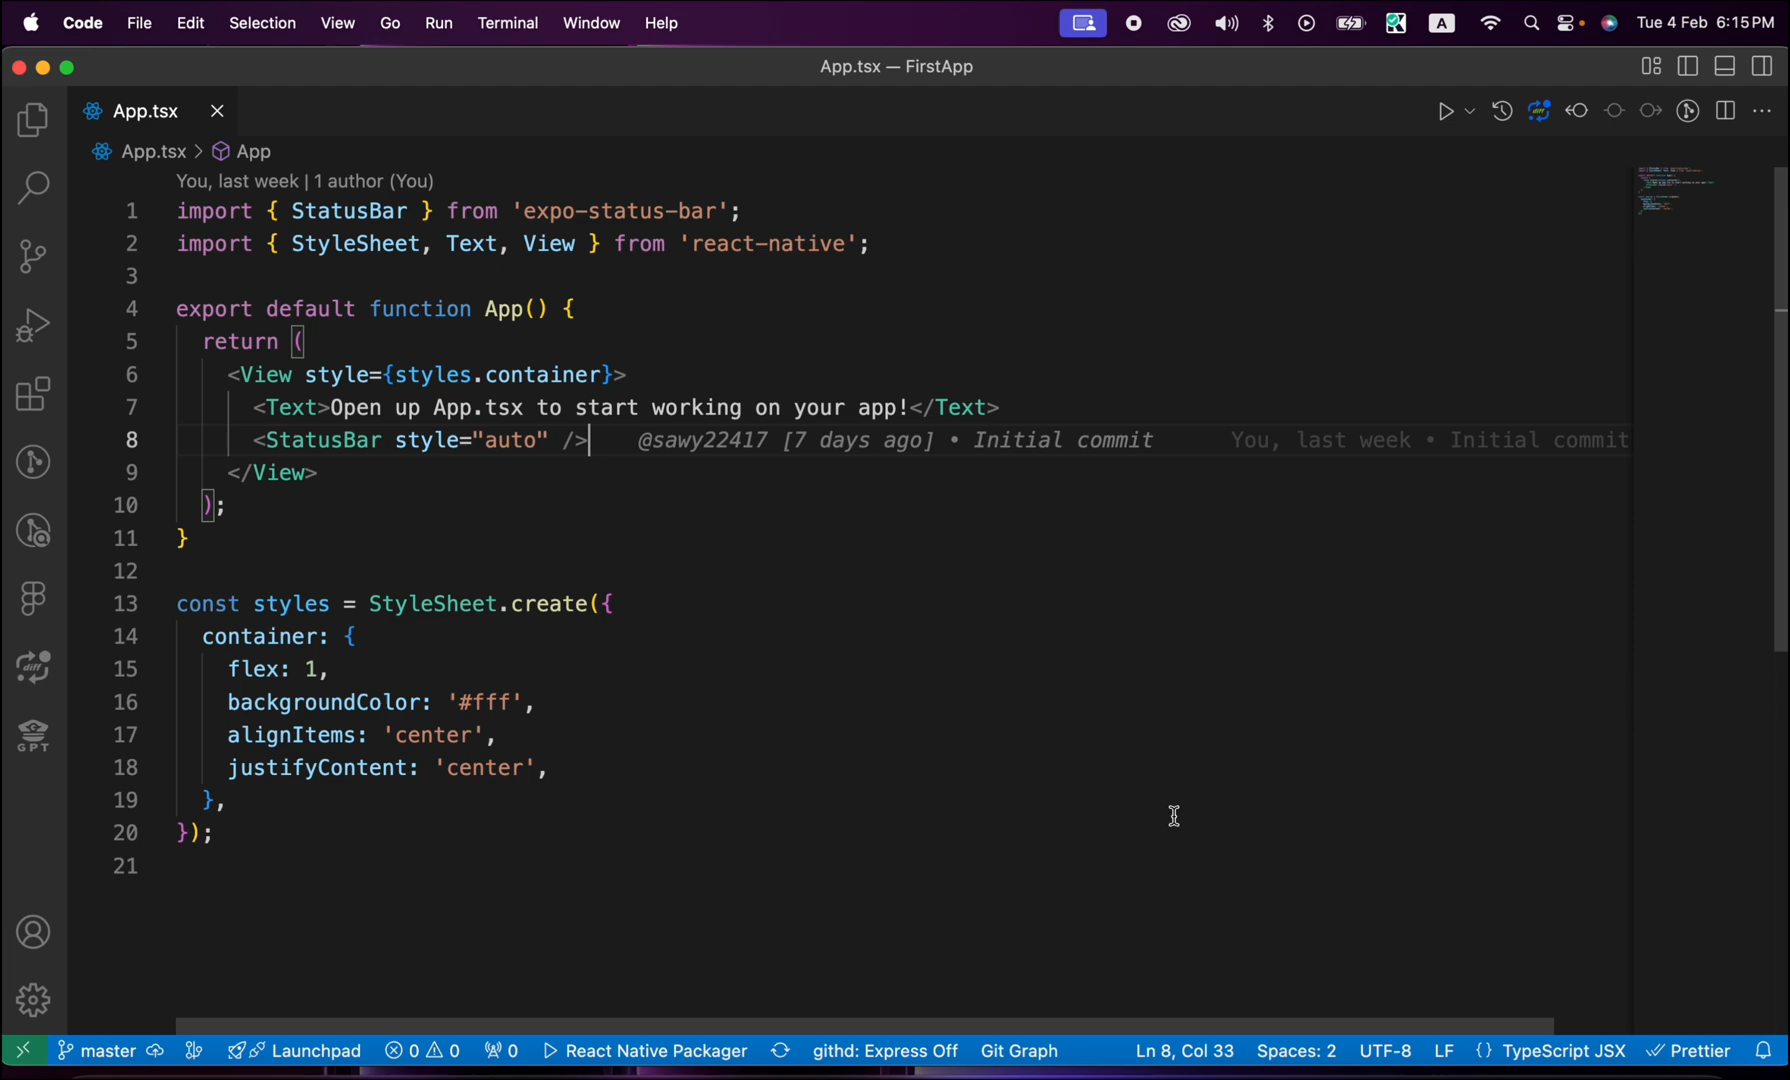 Code File Edit Selection View Go Run Terminal Window Help A Tue 4 Feb 6:15 PM
App.tsx — FirstApp
App.tsx
App.tsx > App
You, last week | 1 author (You)
1 import { StatusBar } from 'expo-status-bar';
2 import { StyleSheet, Text, View } from 'react-native';
3
4 export default function App() {
5 return (
6 <View style={styles.container}>
7 <Text>Open up App.tsx to start working on your app!</Text>
8 <StatusBar style="auto" /> @sawy22417 [7 days ago] • Initial commit You, last week • Initial commit
9 </View>
10 );
11 }
12
13 const styles = StyleSheet.create({
14 container: {
15 flex: 1,
16 backgroundColor: '#fff',
17 alignItems: 'center',
18 justifyContent: 'center',
19 },
20 });
21
diff
GPT
master Launchpad 0 0 0 React Native Packager githd: Express Off Git Graph Ln 8, Col 33 Spaces: 2 UTF-8 LF {} TypeScript JSX Prettier